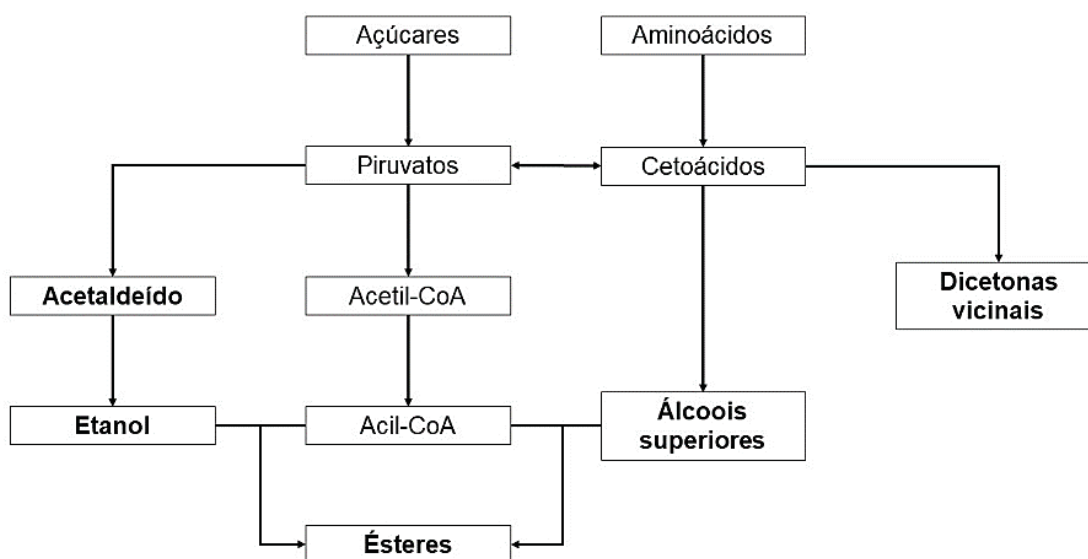 Açúcares
Aminoácidos
Piruvatos
Cetoácidos
Acetaldeído
Acetil-CoA
Dicetonas
vicinais
Etanol
Acil-CoA
Álcoois
superiores
Ésteres